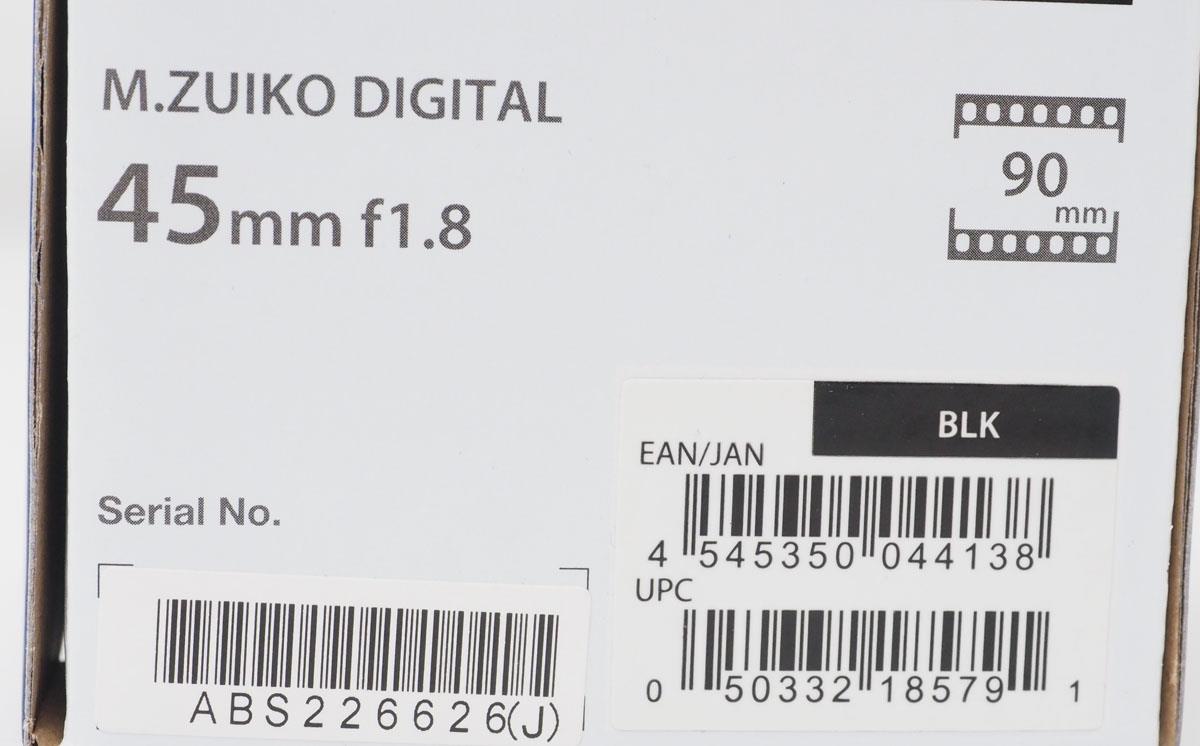 M.ZUIKO DIGITAL
45mm f1.8
90
mm
BLK
EAN/JAN
4 545350 044138
UPC
0 50332 18579 1
Serial No.
ABS226626(J)